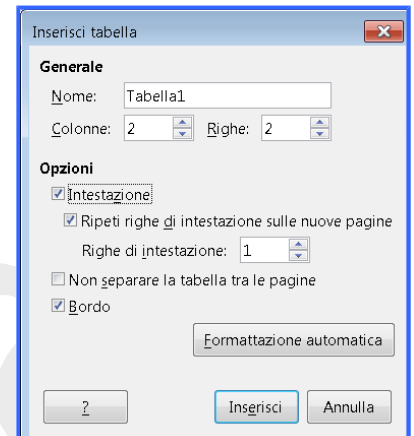 Inserisci tabella
Generale
Nome: Tabella1
Colonne: 2 Righe: 2
Opzioni
Intestazione
Ripeti righe di intestazione sulle nuove pagine
Righe di intestazione: 1
Non separare la tabella tra le pagine
Bordo
Formattazione automatica
? Inserisci Annulla